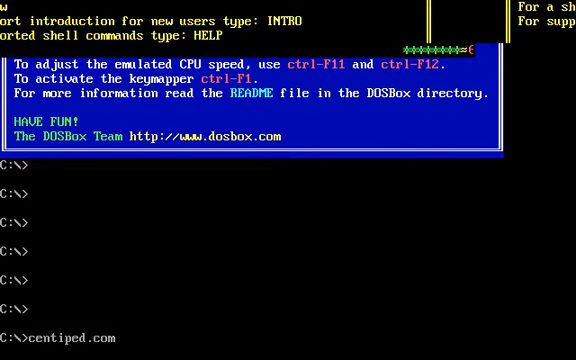 w
ort introduction for new users type: INTRO
For a sh
orted shell commands type: HELP
For supp
To adjust the emulated CPU speed, use ctrl-F11 and ctrl-F12.
To activate the keymapper ctrl-F1.
For more information read the README file in the DOSBox directory.
HAVE FUN!
The DOSBox Team http://www.dosbox.com
C:\>
C:\>
C:\>
C:\>
C:\>
C:\>
C:\>centiped.com